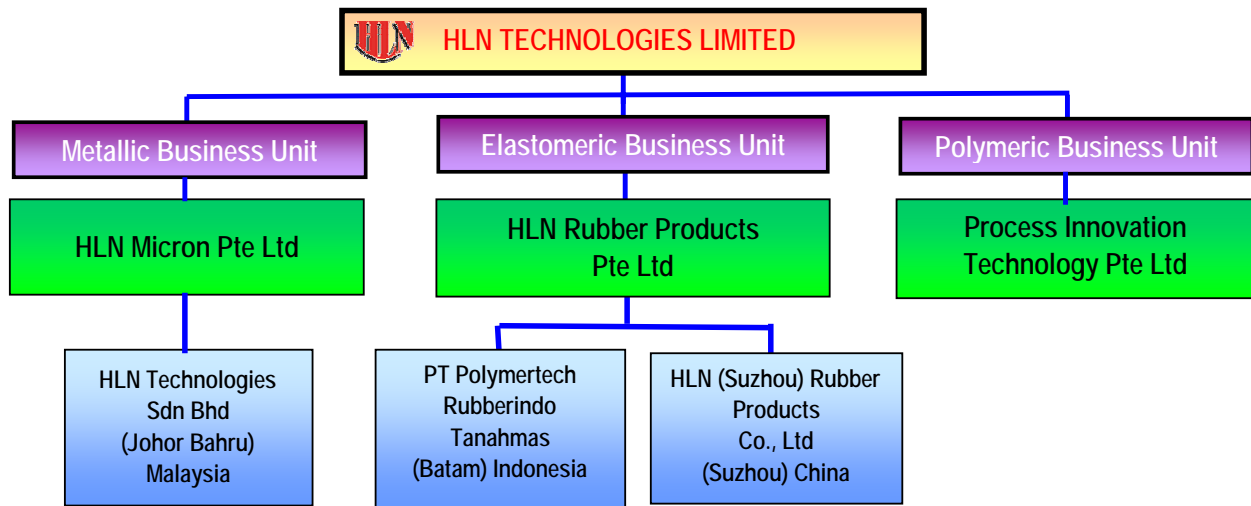 HLN HLN TECHNOLOGIES LIMITED
Metallic Business Unit
Elastomeric Business Unit
Polymeric Business Unit
HLN Micron Pte Ltd
HLN Rubber Products
Pte Ltd
Process Innovation
Technology Pte Ltd
HLN Technologies
Sdn Bhd
(Johor Bahru)
Malaysia
PT Polymertech
Rubberindo
Tanahmas
(Batam) Indonesia
HLN (Suzhou) Rubber
Products
Co., Ltd
(Suzhou) China